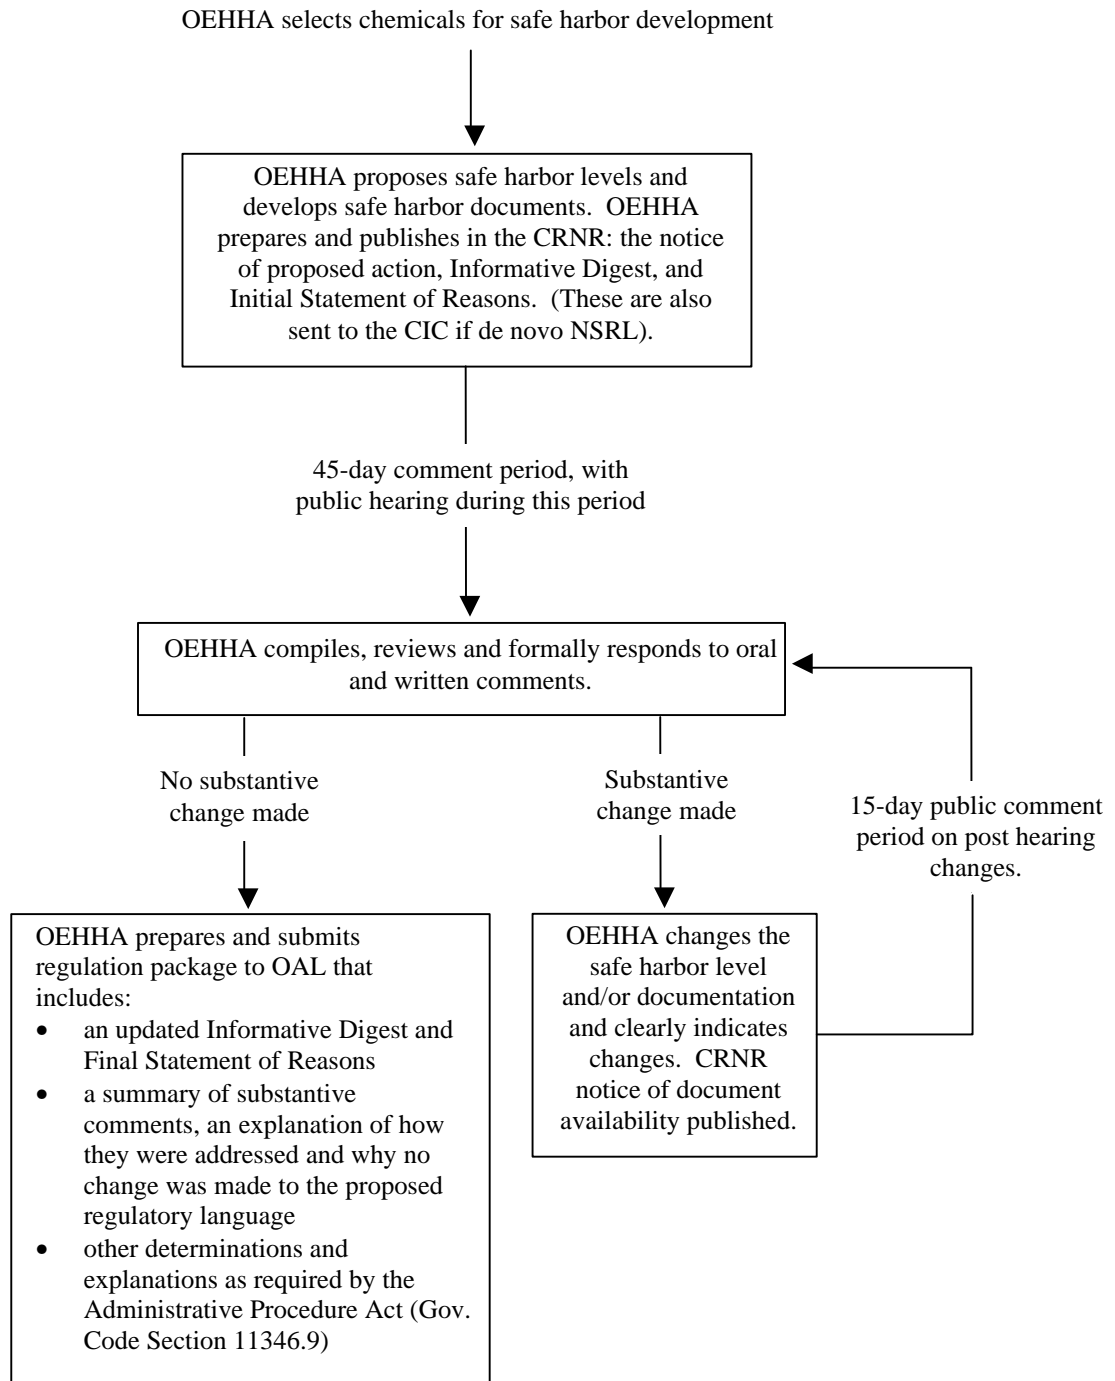 OEHHA selects chemicals for safe harbor development
OEHHA proposes safe harbor levels and
develops safe harbor documents.  OEHHA
prepares and publishes in the CRNR: the notice
of proposed action, Informative Digest, and
Initial Statement of Reasons.  (These are also
sent to the CIC if de novo NSRL).
45-day comment period, with
public hearing during this period
OEHHA compiles, reviews and formally responds to oral
and written comments.
No substantive
change made
Substantive
change made
15-day public comment
period on post hearing
changes.
OEHHA prepares and submits
regulation package to OAL that
includes:
• an updated Informative Digest and
Final Statement of Reasons
• a summary of substantive
comments, an explanation of how
they were addressed and why no
change was made to the proposed
regulatory language
• other determinations and
explanations as required by the
Administrative Procedure Act (Gov.
Code Section 11346.9)
OEHHA changes the
safe harbor level
and/or documentation
and clearly indicates
changes.  CRNR
notice of document
availability published.